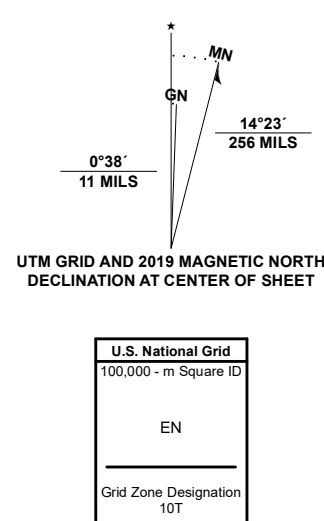 ★
MN
GN
14°23´
256 MILS
0°38´
11 MILS
UTM GRID AND 2019 MAGNETIC NORTH
DECLINATION AT CENTER OF SHEET
U.S. National Grid
100,000 - m Square ID
EN
Grid Zone Designation
10T